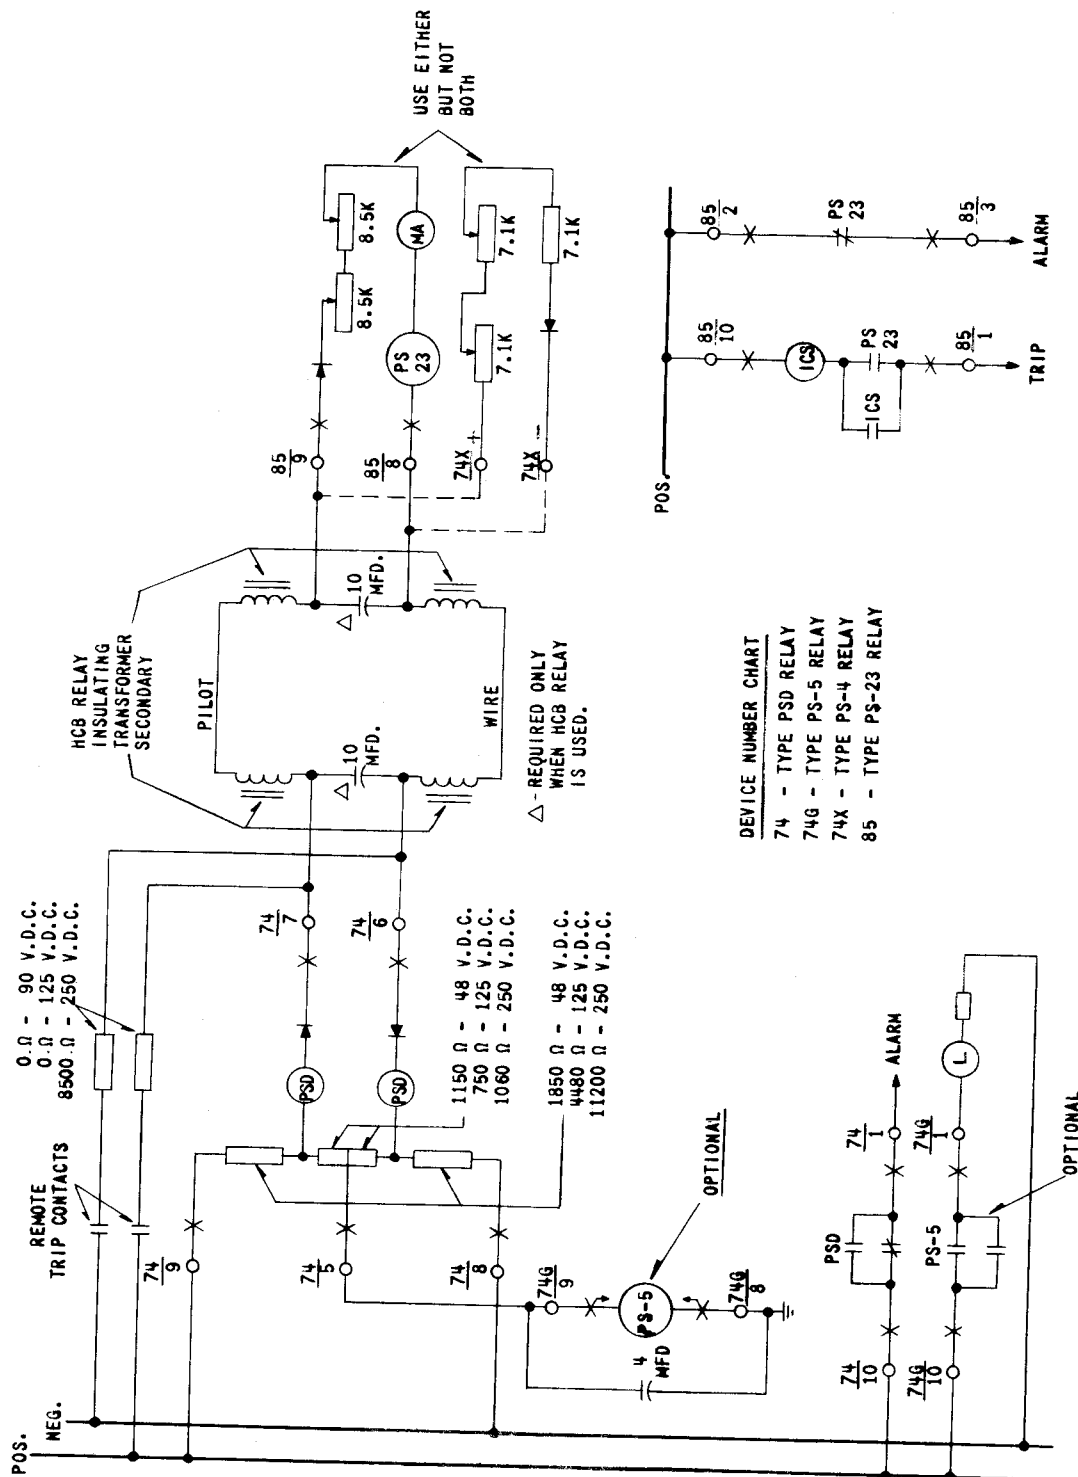 USE EITHER
BUT NOT
BOTH
8.5K
8.5K
MA
PS
23
7.1K
7.1K
7.1K
85
9
85
8
74X +
74X -
HCB RELAY
INSULATING
TRANSFORMER
SECONDARY
PILOT
WIRE
10
MFD.
10
MFD.
△-REQUIRED ONLY
WHEN HCB RELAY
IS USED.
POS.
85
10
ICS
ICS
PS
23
85
1
TRIP
85
2
PS
23
85
3
ALARM
DEVICE NUMBER CHART
74 - TYPE PSD RELAY
74G - TYPE PS-5 RELAY
74X - TYPE PS-4 RELAY
85 - TYPE PS-23 RELAY
0.Ω - 90 V.D.C.
0.Ω - 125 V.D.C.
8500.Ω - 250 V.D.C.
REMOTE
TRIP CONTACTS
74
7
74
6
PSD
PSD
1150 Ω - 48 V.D.C.
750 Ω - 125 V.D.C.
1060 Ω - 250 V.D.C.
1850 Ω - 48 V.D.C.
4480 Ω - 125 V.D.C.
11200 Ω - 250 V.D.C.
74
9
74
5
74
8
74G
9
PS-5
74G
8
4
MFD
OPTIONAL
POS.
NEG.
74
10
PSD
74
1
ALARM
74G
10
PS-5
74G
1
L.
OPTIONAL